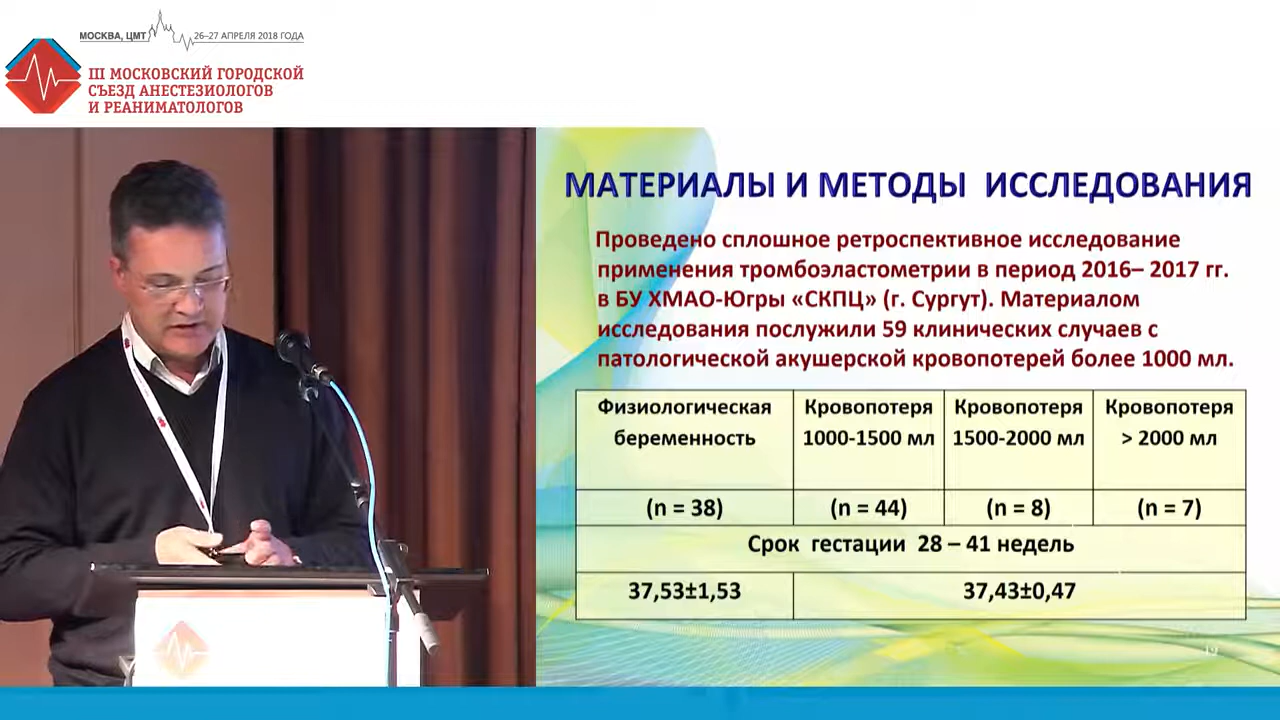 МОСКВА, ЦМТ 26–27 АПРЕЛЯ 2018 ГОДА
III МОСКОВСКИЙ ГОРОДСКОЙ
СЪЕЗД АНЕСТЕЗИОЛОГОВ
И РЕАНИМАТОЛОГОВ
МАТЕРИАЛЫ И МЕТОДЫ ИССЛЕДОВАНИЯ
Проведено сплошное ретроспективное исследование
применения тромбоэластометрии в период 2016– 2017 гг.
в БУ ХМАО-Югры «СКПЦ» (г. Сургут). Материалом
исследования послужили 59 клинических случаев с
патологической акушерской кровопотерей более 1000 мл.
Физиологическая беременность
Кровопотеря 1000-1500 мл
Кровопотеря 1500-2000 мл
Кровопотеря > 2000 мл
(n = 38) (n = 44) (n = 8) (n = 7)
Срок гестации 28 – 41 недель
37,53±1,53 37,43±0,47